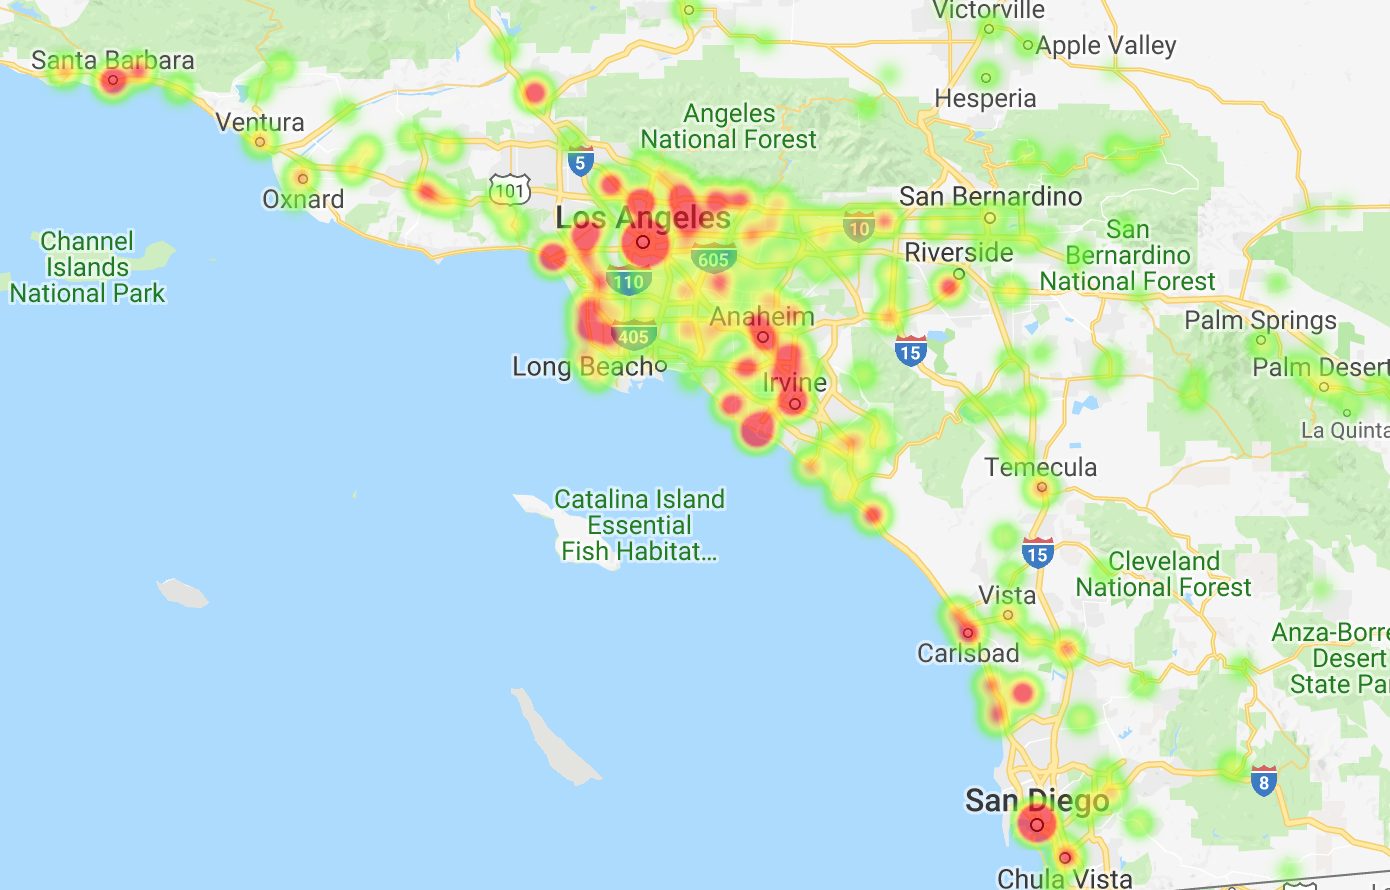 Victorville
Apple Valley
Santa Barbara
Hesperia
Angeles
National Forest
Ventura
5
101
Oxnard
San Bernardino
Los Angeles
10
605
San
Bernardino
National Forest
Riverside
Channel
Islands
National Park
110
Anaheim
405
Palm Springs
15
Long Beach
Irvine
Palm Desert
La Quinta
Temecula
Catalina Island
Essential
Fish Habitat...
15
Cleveland
National Forest
Vista
Carlsbad
Anza-Borre
Desert
State Par
8
San Diego
Chula Vista